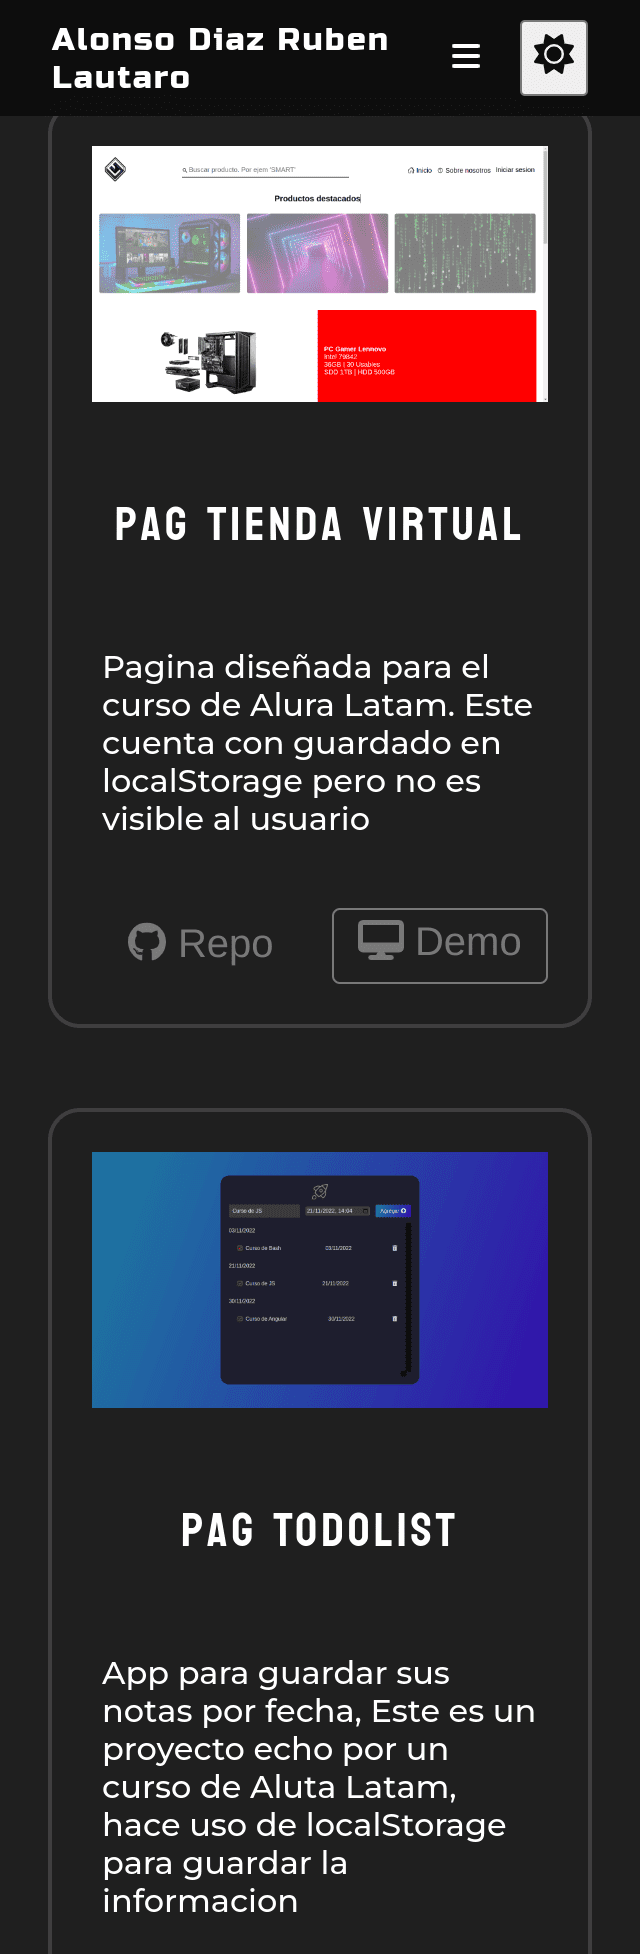 Alonso Diaz Ruben
Lautaro
Buscar producto. Por ejem 'SMART'
Inicio
Sobre nosotros
Iniciar sesion
Productos destacados
PC Gamer Lennovo
Intel 79842
36GB | 30 Usables
SDD 1TB | HDD 500GB
PAG TIENDA VIRTUAL
Pagina diseñada para el
curso de Alura Latam. Este
cuenta con guardado en
localStorage pero no es
visible al usuario
Repo
Demo
Curso de JS
21/11/2022, 14:04
Agregar
03/11/2022
Curso de Bash
03/11/2022
21/11/2022
Curso de JS
21/11/2022
30/11/2022
Curso de Angular
30/11/2022
PAG TODOLIST
App para guardar sus
notas por fecha, Este es un
proyecto echo por un
curso de Aluta Latam,
hace uso de localStorage
para guardar la
informacion